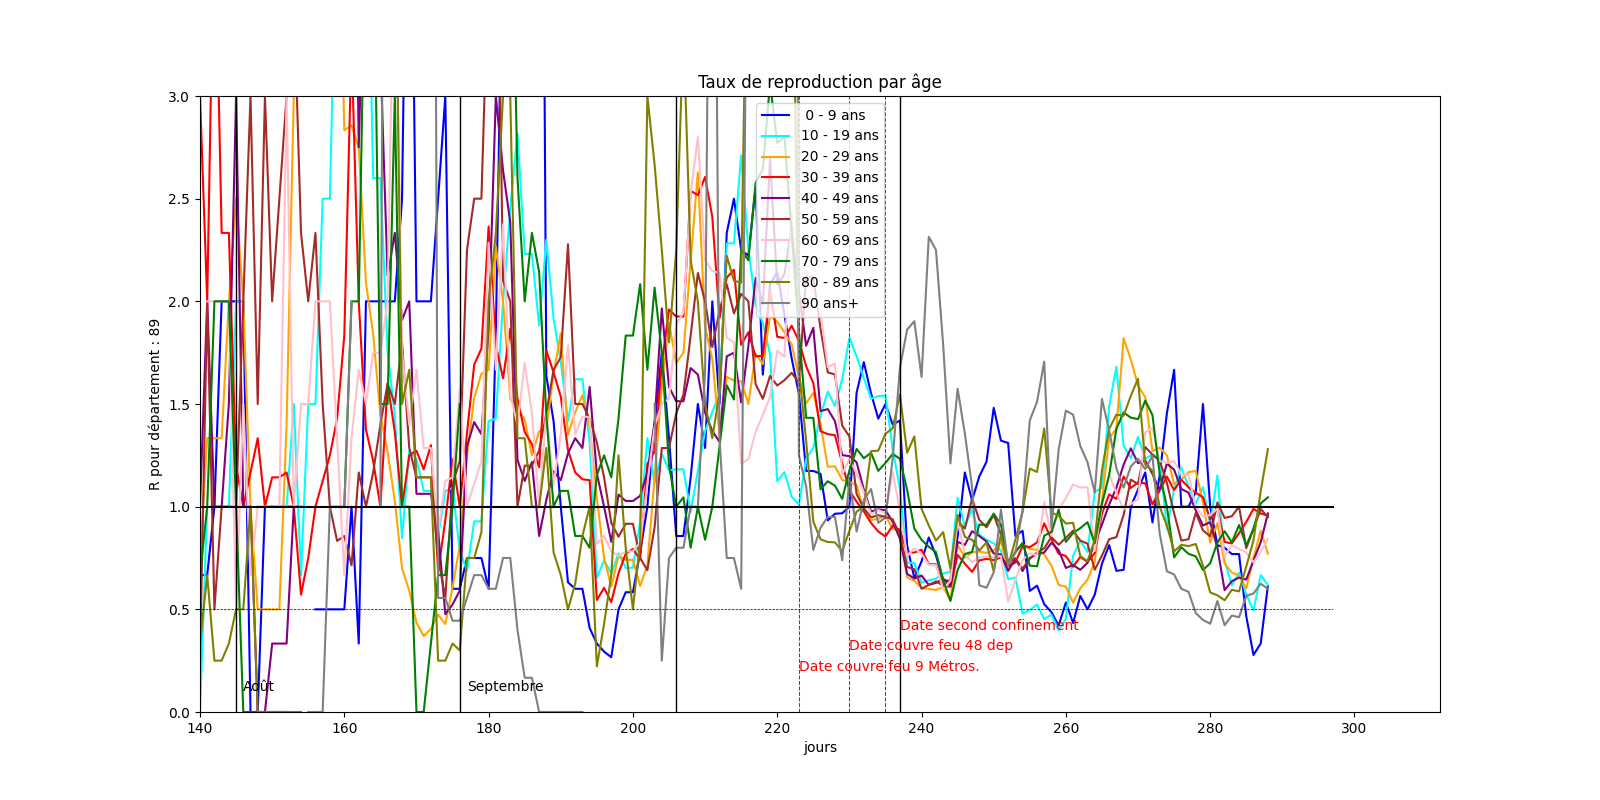 Taux de reproduction par âge
R pour département : 89
3.0
2.5
2.0
1.5
1.0
0.5
0.0
0 - 9 ans
10 - 19 ans
20 - 29 ans
30 - 39 ans
40 - 49 ans
50 - 59 ans
60 - 69 ans
70 - 79 ans
80 - 89 ans
90 ans+
Date second confinement
Date couvre feu 48 dep
Date couvre feu 9 Métros.
Août
Septembre
140 160 180 200 220 240 260 280 300
jours